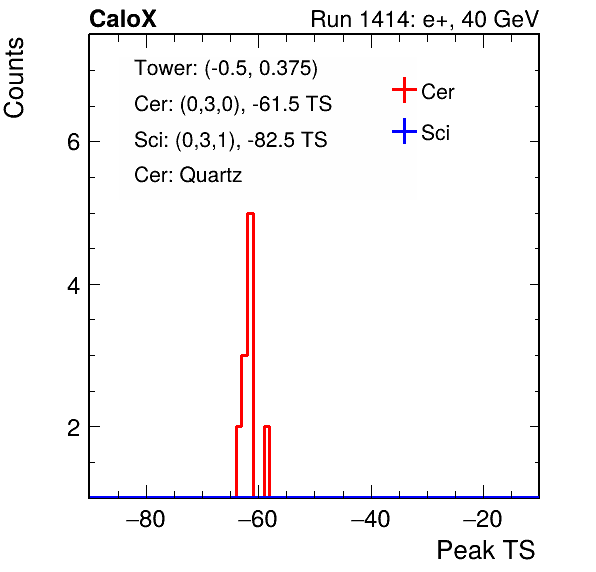 CaloX
Run 1414: e+, 40 GeV
Counts
Tower: (-0.5, 0.375)
Cer: (0,3,0), -61.5 TS
Sci: (0,3,1), -82.5 TS
Cer: Quartz
Cer
Sci
6
4
2
−80 −60 −40 −20
Peak TS